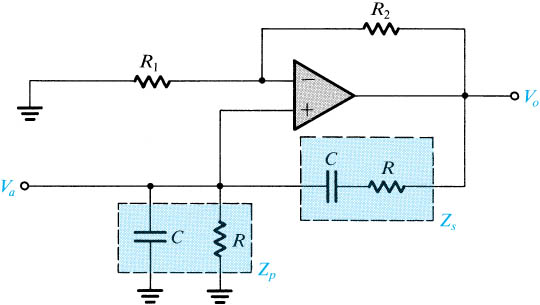 R₂
R₁
−
+
Vₒ
C
R
Vₐ
Zₛ
C
R
Zₚ